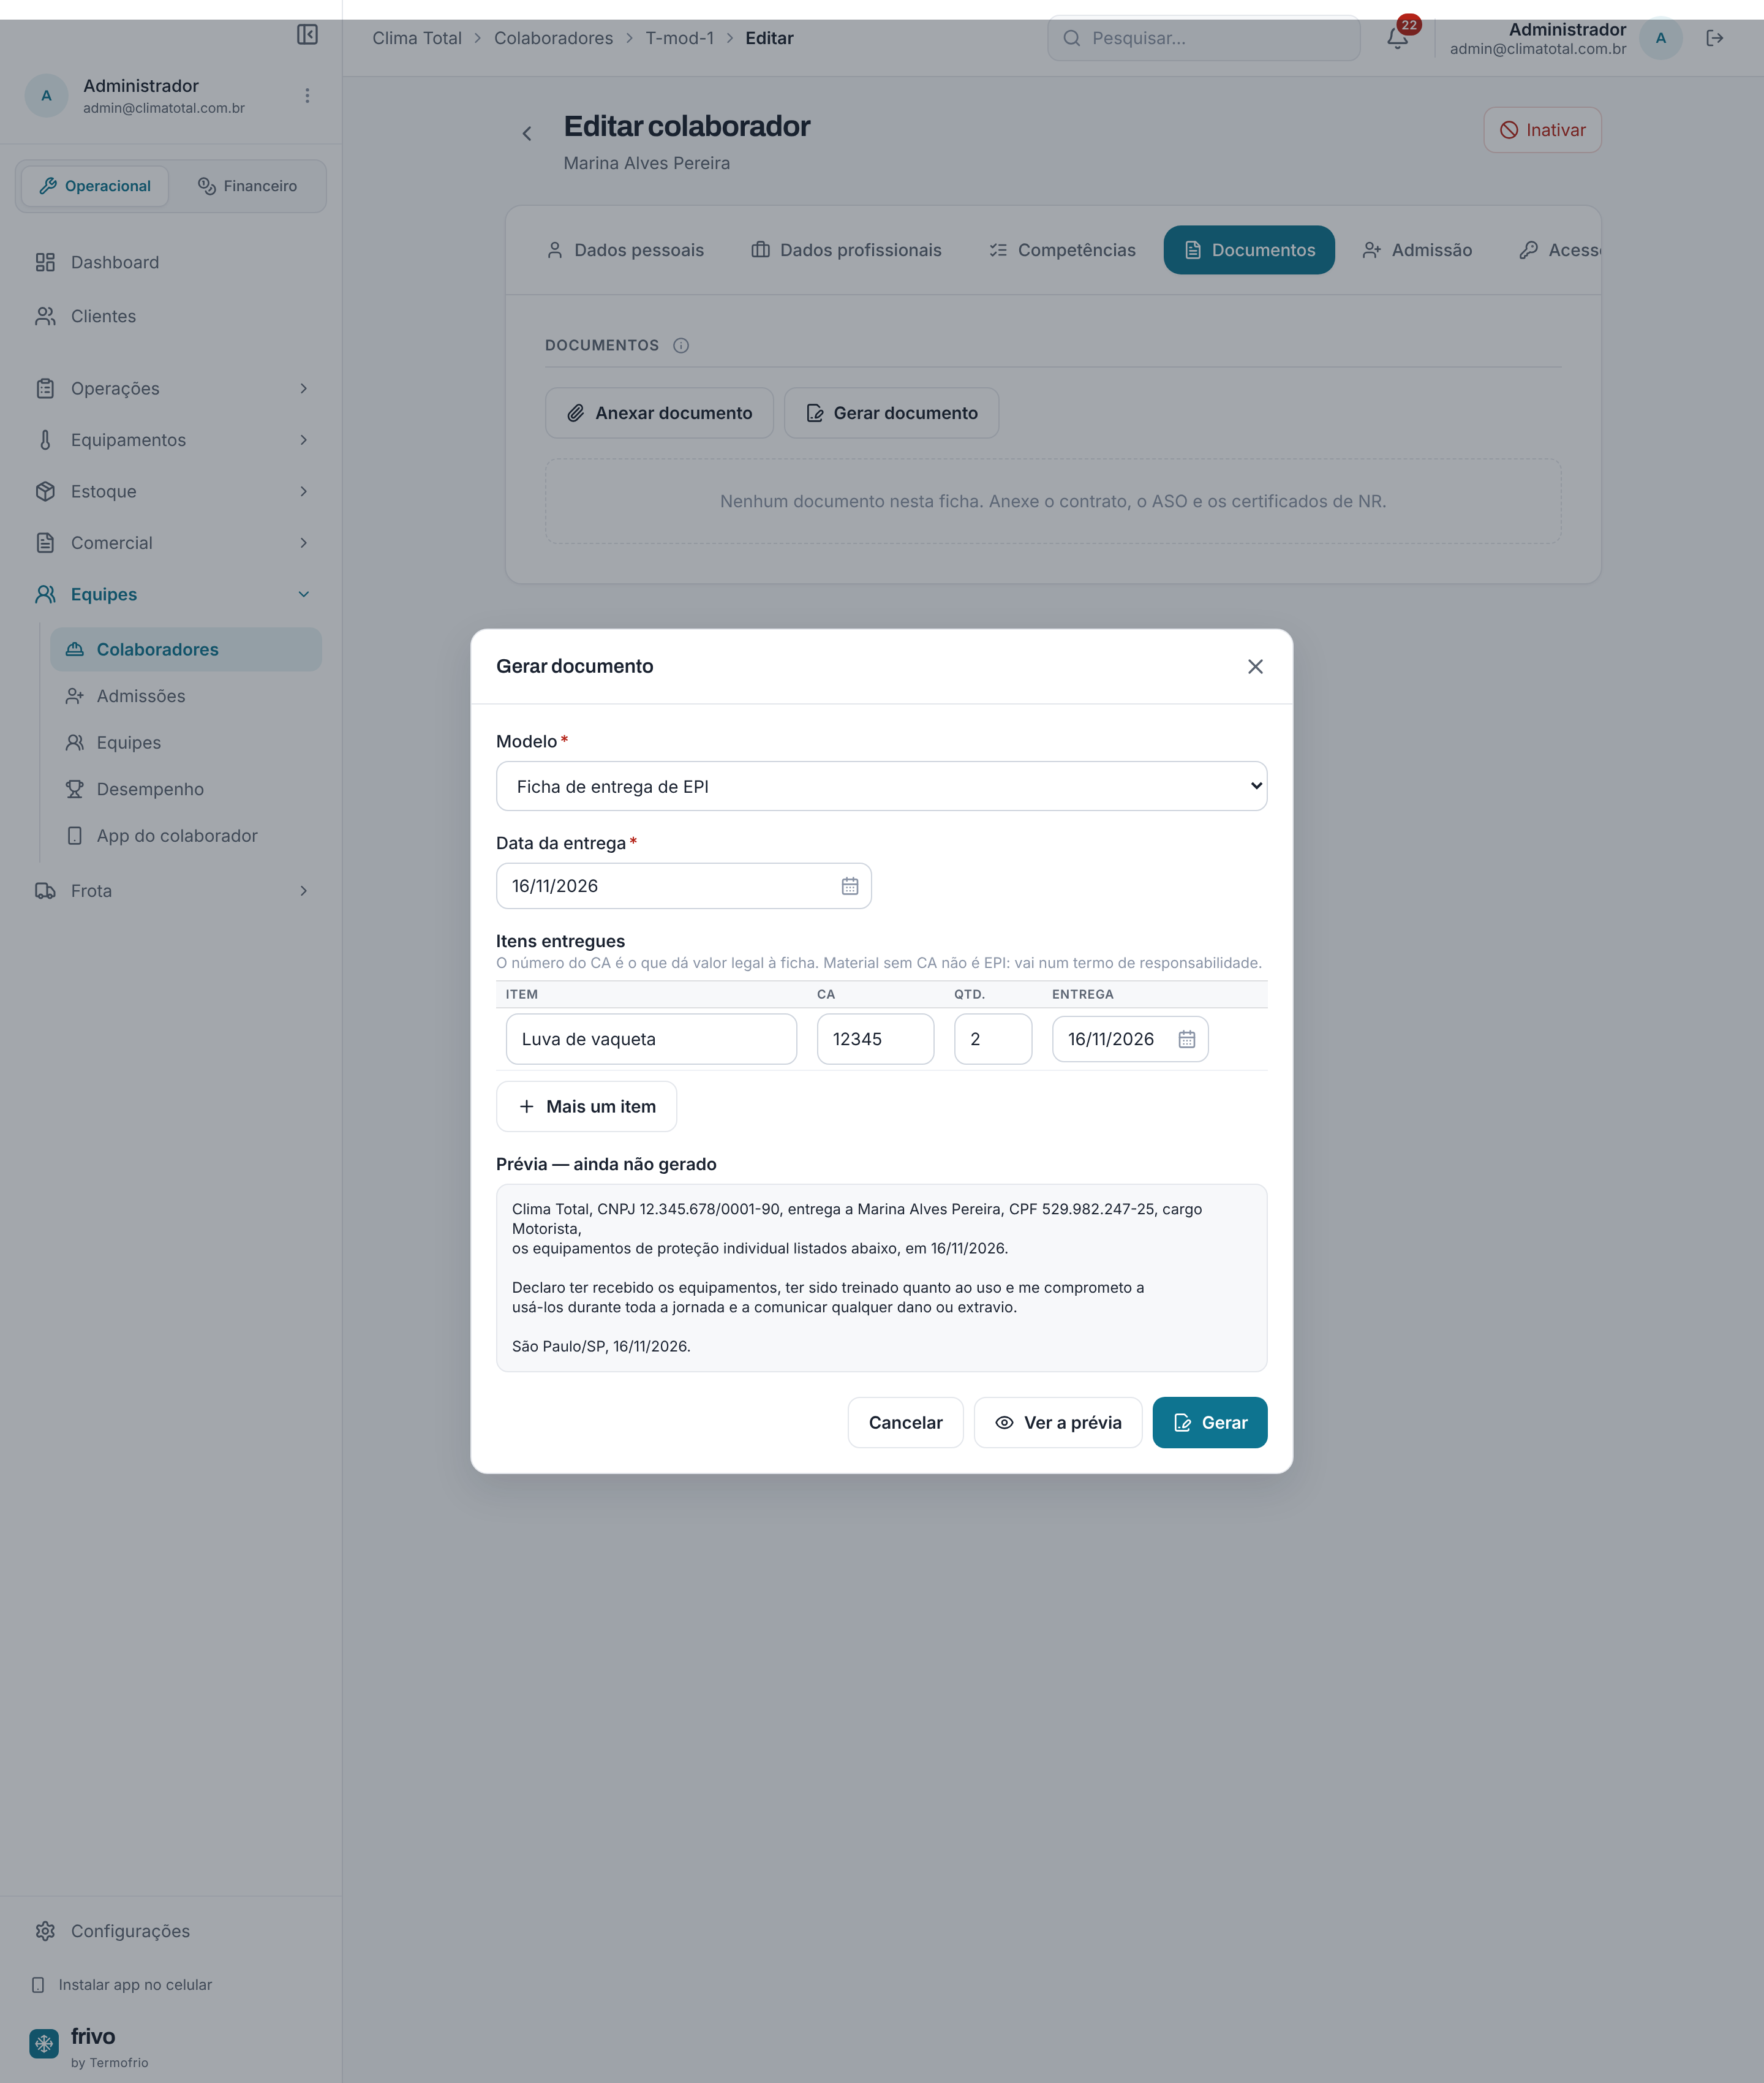 Clima Total > Colaboradores > T-mod-1 > Editar
Pesquisar...
22
Administrador
admin@climatotal.com.br
A
A
Administrador
admin@climatotal.com.br
Operacional
Financeiro
Dashboard
Clientes
Operações
Equipamentos
Estoque
Comercial
Equipes
Colaboradores
Admissões
Equipes
Desempenho
App do colaborador
Frota
Configurações
Instalar app no celular
frivo
by Termofrio
Editar colaborador
Marina Alves Pereira
Inativar
Dados pessoais
Dados profissionais
Competências
Documentos
Admissão
Acess
DOCUMENTOS
Anexar documento
Gerar documento
Nenhum documento nesta ficha. Anexe o contrato, o ASO e os certificados de NR.
Gerar documento
Modelo*
Ficha de entrega de EPI
Data da entrega*
16/11/2026
Itens entregues
O número do CA é o que dá valor legal à ficha. Material sem CA não é EPI: vai num termo de responsabilidade.
ITEM CA QTD. ENTREGA
Luva de vaqueta 12345 2 16/11/2026
+ Mais um item
Prévia — ainda não gerado
Clima Total, CNPJ 12.345.678/0001-90, entrega a Marina Alves Pereira, CPF 529.982.247-25, cargo
Motorista,
os equipamentos de proteção individual listados abaixo, em 16/11/2026.
Declaro ter recebido os equipamentos, ter sido treinado quanto ao uso e me comprometo a
usá-los durante toda a jornada e a comunicar qualquer dano ou extravio.
São Paulo/SP, 16/11/2026.
Cancelar
Ver a prévia
Gerar